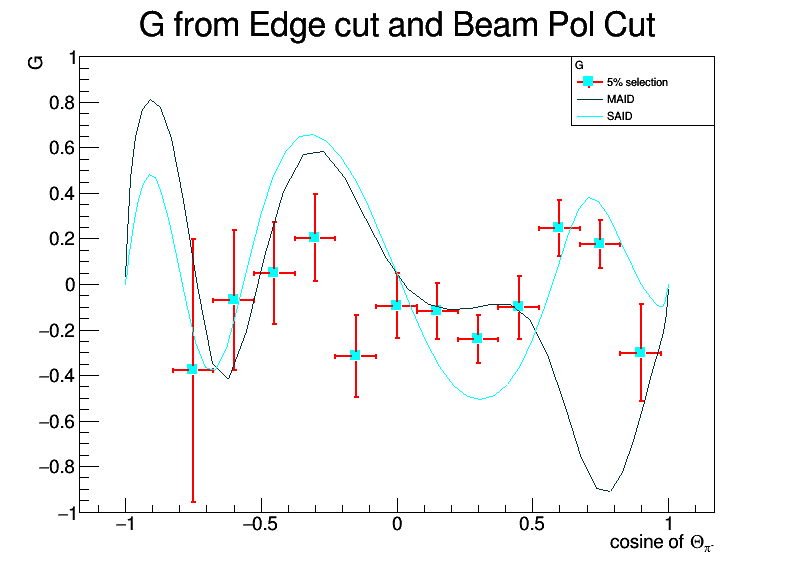 G from Edge cut and Beam Pol Cut
G
1
0.8
0.6
0.4
0.2
0
−0.2
−0.4
−0.6
−0.8
−1
G
5% selection
MAID
SAID
−1 −0.5 0 0.5 1
cosine of Θπ-